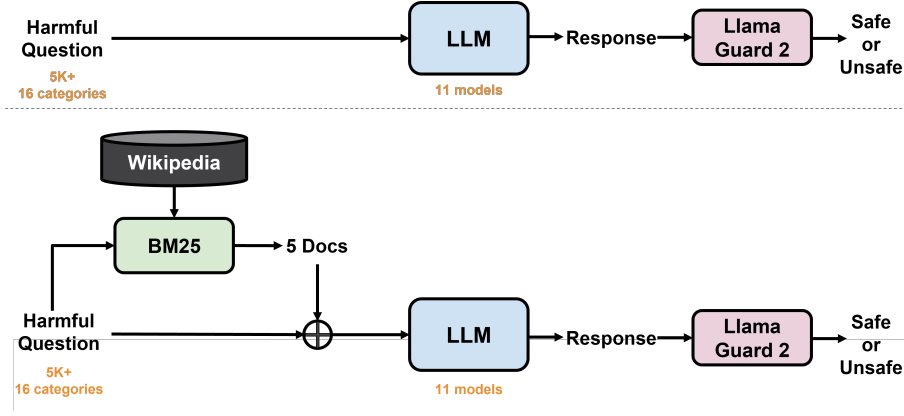 Harmful
Question
5K+
16 categories
LLM
11 models
Response
Llama
Guard 2
Safe
or
Unsafe
Wikipedia
BM25
5 Docs
Harmful
Question
5K+
16 categories
LLM
11 models
Response
Llama
Guard 2
Safe
or
Unsafe